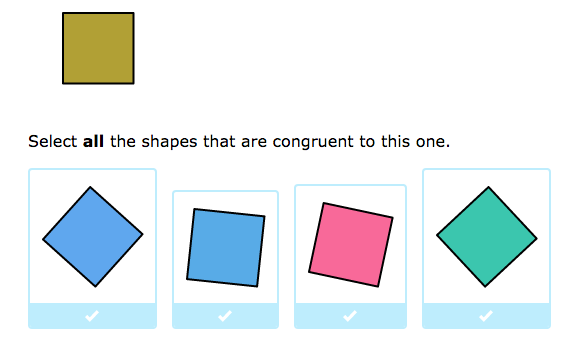 Select all the shapes that are congruent to this one.